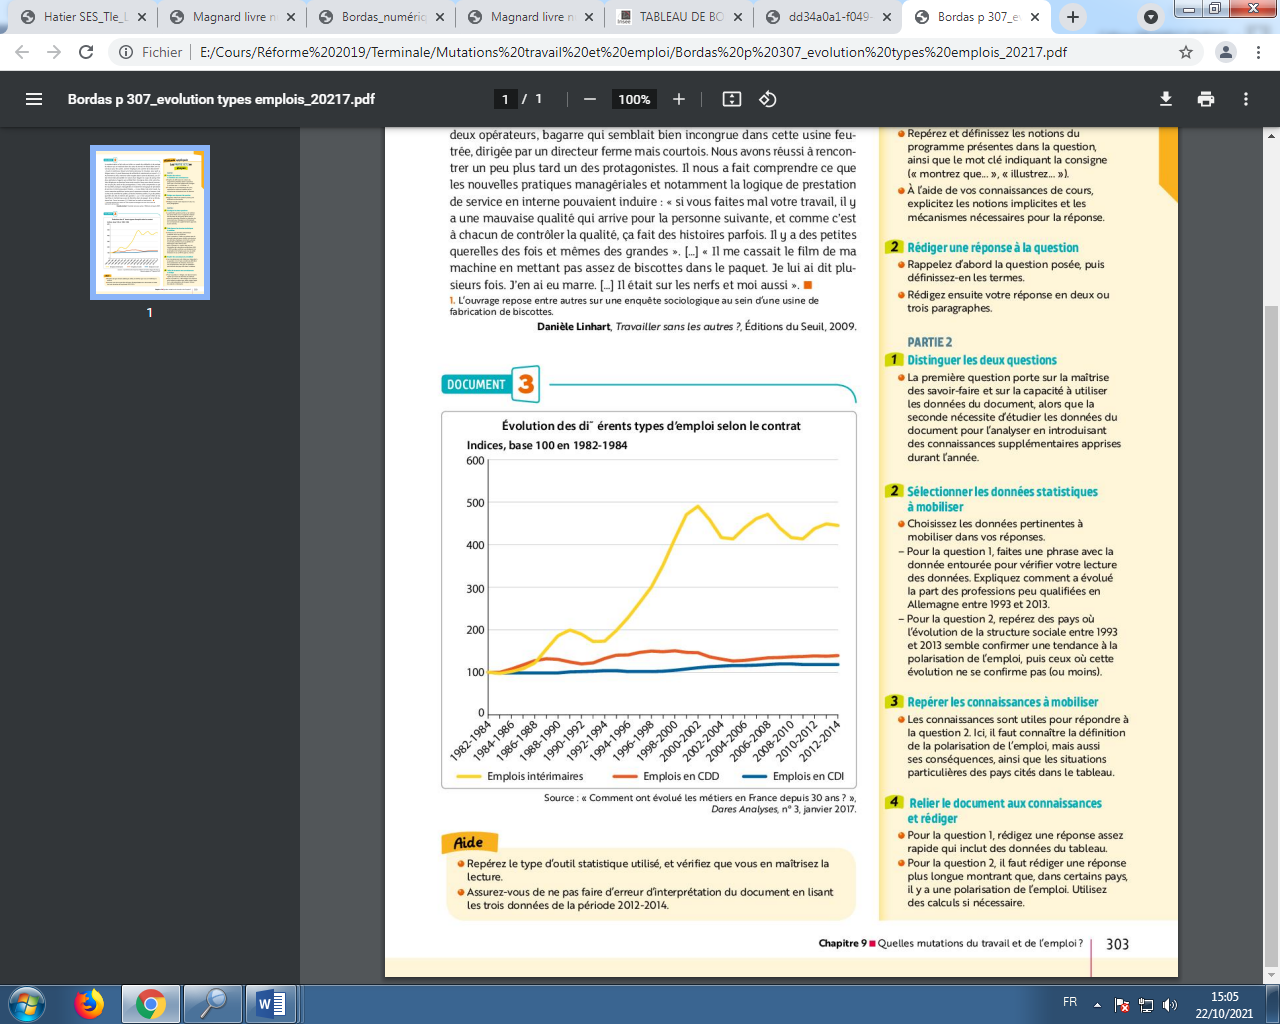 Hatier SES_Tle_L
Magnard livre n
Bordas_numériq
Magnard livre n
TABLEAU DE BO
dd34a0a1-f049-
Bordas p 307_ev
Fichier
E:/Cours/Réforme%202019/Terminale/Mutations%20travail%20et%20emploi/Bordas%20p%20307_evolution%20types%20emplois_20217.pdf
Bordas p 307_evolution types emplois_20217.pdf
1 / 1
100%
1
deux opérateurs, bagarre qui semblait bien incongrue dans cette usine feu-
trée, dirigée par un directeur ferme mais courtois. Nous avons réussi à rencon-
trer un peu plus tard un des protagonistes. Il nous a fait comprendre ce que
les nouvelles pratiques managériales et notamment la logique de prestation
de service en interne pouvaient induire : « si vous faites mal votre travail, il y
a une mauvaise qualité qui arrive pour la personne suivante, et comme c'est
à chacun de contrôler la qualité, ça fait des histoires parfois. Il y a des petites
querelles des fois et mêmes des grandes ». [...] « Il me cassait le film de ma
machine en mettant pas assez de biscottes dans le paquet. Je lui ai dit plu-
sieurs fois. J'en ai eu marre. [...] Il était sur les nerfs et moi aussi ». ■
1. L'ouvrage repose entre autres sur une enquête sociologique au sein d'une usine de
fabrication de biscottes.
Danièle Linhart, Travailler sans les autres ?, Éditions du Seuil, 2009.
DOCUMENT 3
Évolution des di¨ érents types d'emploi selon le contrat
Indices, base 100 en 1982-1984
600
500
400
300
200
100
0
1982-1984
1984-1986
1986-1988
1988-1990
1990-1992
1992-1994
1994-1996
1996-1998
1998-2000
2000-2002
2002-2004
2004-2006
2006-2008
2008-2010
2010-2012
2012-2014
Emplois intérimaires
Emplois en CDD
Emplois en CDI
Source : « Comment ont évolué les métiers en France depuis 30 ans ? »,
Dares Analyses, n° 3, janvier 2017.
Aide
● Repérez le type d'outil statistique utilisé, et vérifiez que vous en maîtrisez la
lecture.
● Assurez-vous de ne pas faire d'erreur d'interprétation du document en lisant
les trois données de la période 2012-2014.
● Repérez et définissez les notions du
programme présentes dans la question,
ainsi que le mot clé indiquant la consigne
(« montrez que... », « illustrez... »).
● À l'aide de vos connaissances de cours,
explicitez les notions implicites et les
mécanismes nécessaires pour la réponse.
2 Rédiger une réponse à la question
● Rappelez d'abord la question posée, puis
définissez-en les termes.
● Rédigez ensuite votre réponse en deux ou
trois paragraphes.
PARTIE 2
1 Distinguer les deux questions
● La première question porte sur la maîtrise
des savoir-faire et sur la capacité à utiliser
les données du document, alors que la
seconde nécessite d'étudier les données du
document pour l'analyser en introduisant
des connaissances supplémentaires apprises
durant l'année.
2 Sélectionner les données statistiques
à mobiliser
● Choisissez les données pertinentes à
mobiliser dans vos réponses.
– Pour la question 1, faites une phrase avec la
donnée entourée pour vérifier votre lecture
des données. Expliquez comment a évolué
la part des professions peu qualifiées en
Allemagne entre 1993 et 2013.
– Pour la question 2, repérez des pays où
l'évolution de la structure sociale entre 1993
et 2013 semble confirmer une tendance à la
polarisation de l'emploi, puis ceux où cette
évolution ne se confirme pas (ou moins).
3 Repérer les connaissances à mobiliser
● Les connaissances sont utiles pour répondre à
la question 2. Ici, il faut connaître la définition
de la polarisation de l'emploi, mais aussi
ses conséquences, ainsi que les situations
particulières des pays cités dans le tableau.
4 Relier le document aux connaissances
et rédiger
● Pour la question 1, rédigez une réponse assez
rapide qui inclut des données du tableau.
● Pour la question 2, il faut rédiger une réponse
plus longue montrant que, dans certains pays,
il y a une polarisation de l'emploi. Utilisez
des calculs si nécessaire.
Chapitre 9 ■ Quelles mutations du travail et de l'emploi ?
303
FR
15:05
22/10/2021